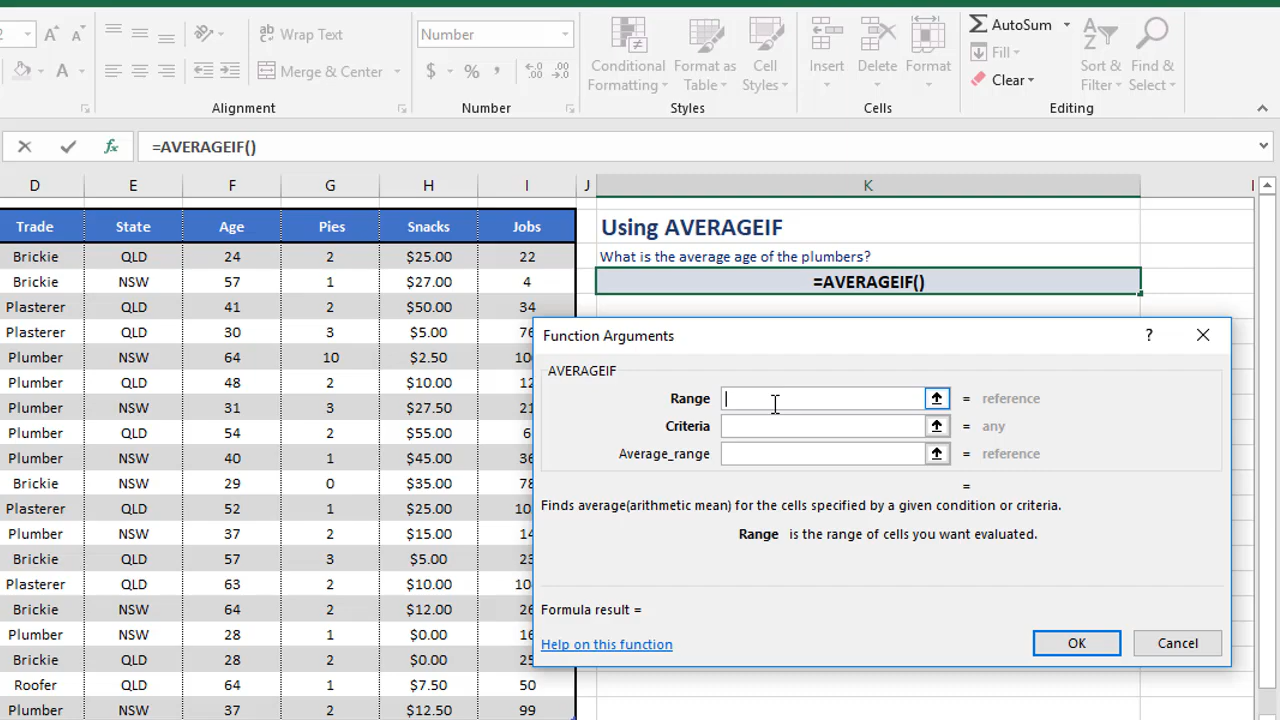 AutoSum
Wrap Text
Number
Fill
Merge & Center
$ %
Conditional Formatting
Format as Table
Cell Styles
Insert
Delete
Format
Clear
Sort & Filter
Find & Select
Alignment
Number
Styles
Cells
Editing
fx
=AVERAGEIF()
D E F G H I J K
Trade State Age Pies Snacks Jobs
Using AVERAGEIF
Brickie QLD 24 2 $25.00 22
What is the average age of the plumbers?
Brickie NSW 57 1 $27.00 4
=AVERAGEIF()
Plasterer QLD 41 2 $50.00 34
Plasterer QLD 30 3 $5.00
Plumber NSW 64 10 $2.50
Plumber QLD 48 2 $10.00
Plumber NSW 31 3 $27.50
Plumber QLD 54 2 $55.00
Plumber NSW 40 1 $45.00
Brickie NSW 29 0 $35.00
Plasterer QLD 52 1 $25.00
Plumber NSW 37 2 $15.00
Brickie QLD 57 3 $5.00
Plasterer QLD 63 2 $10.00
Brickie NSW 64 2 $12.00
Plumber NSW 28 1 $0.00
Brickie QLD 28 2 $0.00
Roofer QLD 64 1 $7.50 50
Plumber NSW 37 2 $12.50 99
Function Arguments
?
AVERAGEIF
Range = reference
Criteria = any
Average_range = reference
=
Finds average(arithmetic mean) for the cells specified by a given condition or criteria.
Range is the range of cells you want evaluated.
Formula result =
Help on this function
OK
Cancel